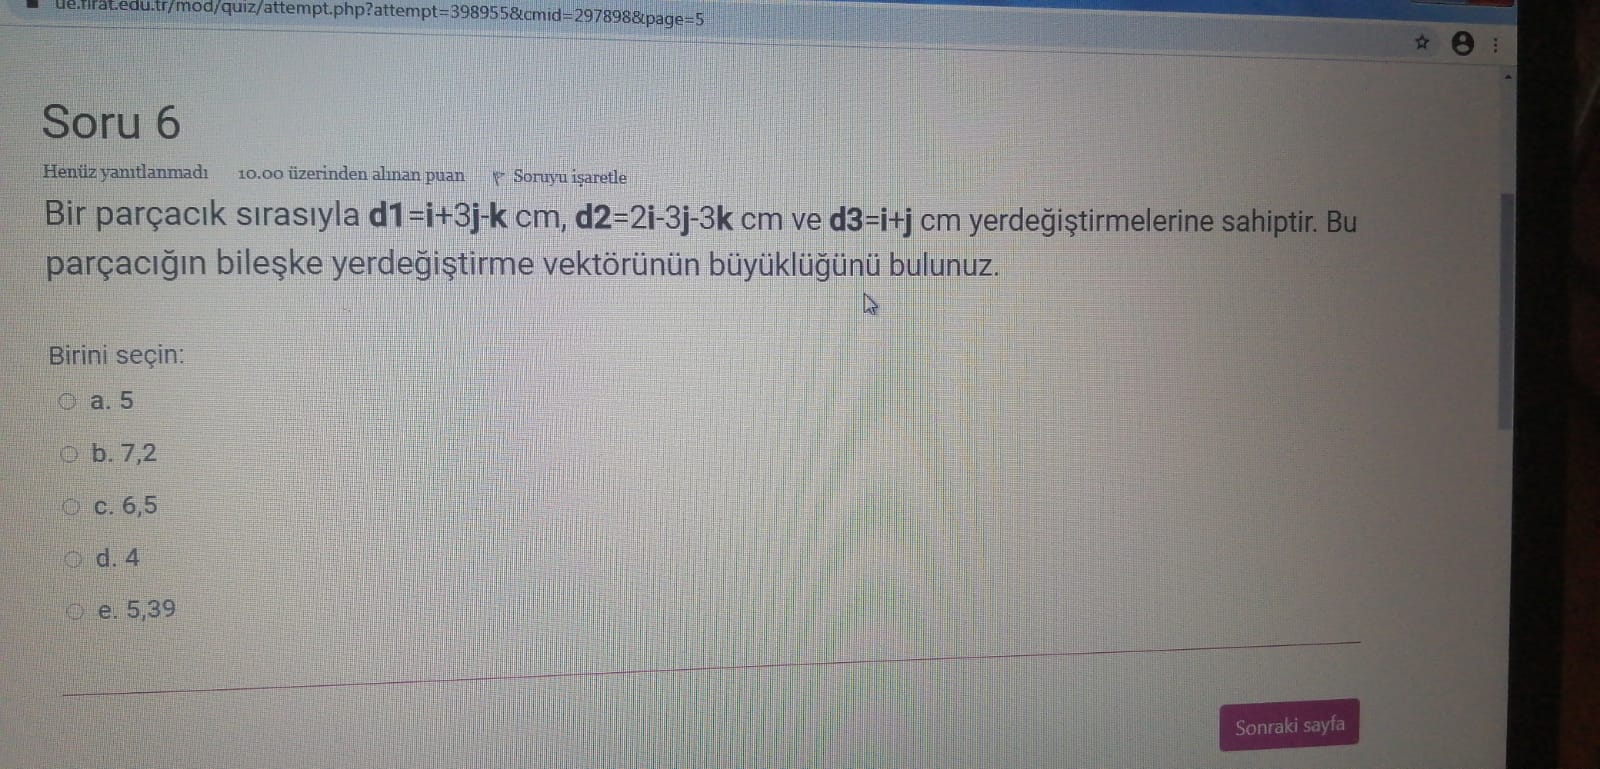 ue.firat.edu.tr/mod/quiz/attempt.php?attempt=398955&cmid=297898&page=5
Soru 6
Henüz yanıtlanmadı 10.00 üzerinden alınan puan Soruyu işaretle
Bir parçacık sırasıyla d1=i+3j-k cm, d2=2i-3j-3k cm ve d3=i+j cm yerdeğiştirmelerine sahiptir. Bu
parçacığın bileşke yerdeğiştirme vektörünün büyüklüğünü bulunuz.
Birini seçin:
a. 5
b. 7,2
c. 6,5
d. 4
e. 5,39
Sonraki sayfa